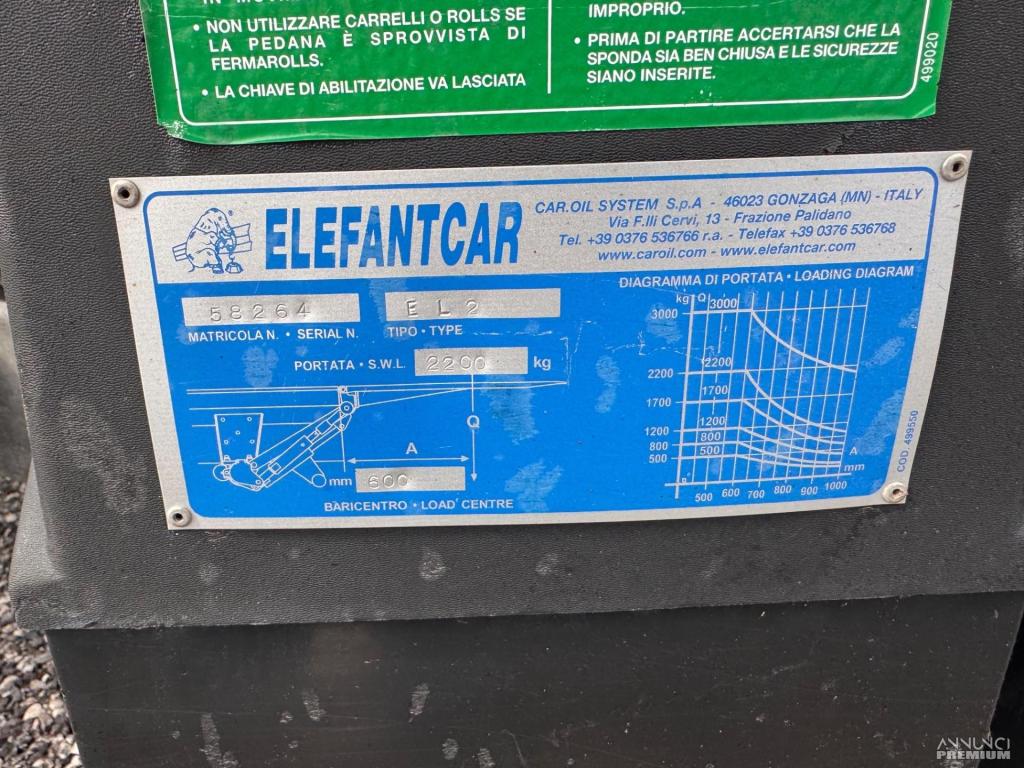 • NON UTILIZZARE CARRELLI O ROLLS SE
LA PEDANA È SPROVVISTA DI
FERMAROLLS.
• LA CHIAVE DI ABILITAZIONE VA LASCIATA
IMPROPRIO.
• PRIMA DI PARTIRE ACCERTARSI CHE LA
SPONDA SIA BEN CHIUSA E LE SICUREZZE
SIANO INSERITE.
499020
ELEFANTCAR
®
CAR.OIL SYSTEM S.p.A - 46023 GONZAGA (MN) - ITALY
Via F.lli Cervi, 13 - Frazione Palidano
Tel. +39 0376 536766 r.a. - Telefax +39 0376 536768
www.caroil.com - www.elefantcar.com
58264
EL2
MATRICOLA N. • SERIAL N.
TIPO • TYPE
PORTATA • S.W.L. 2200 kg
Q
A
mm 600
BARICENTRO • LOAD CENTRE
DIAGRAMMA DI PORTATA • LOADING DIAGRAM
kg Q 3000
3000
2200 2200
1700 1700
1200 1200
800 800
500 500
A
mm
0 500 600 700 800 900 1000
COD. 499550
ANNUNCI
PREMIUM